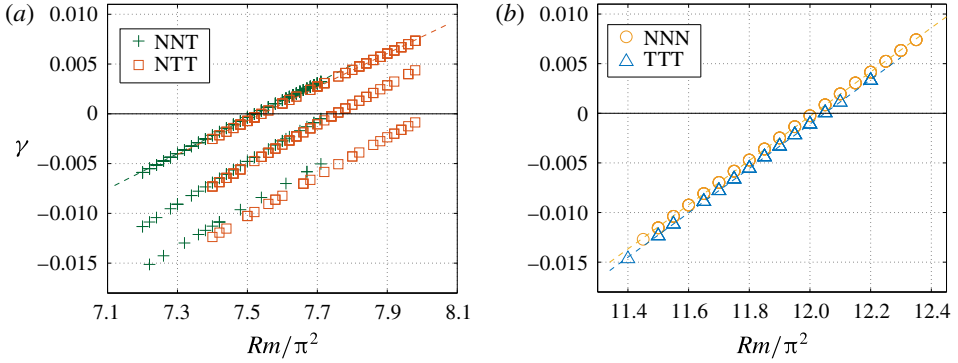 (a)
NNT
NTT
0.010
0.005
0
−0.005
−0.010
−0.015
γ
7.1 7.3 7.5 7.7 7.9 8.1
Rm/π²
(b)
NNN
TTT
0.010
0.005
0
−0.005
−0.010
−0.015
11.4 11.6 11.8 12.0 12.2 12.4
Rm/π²